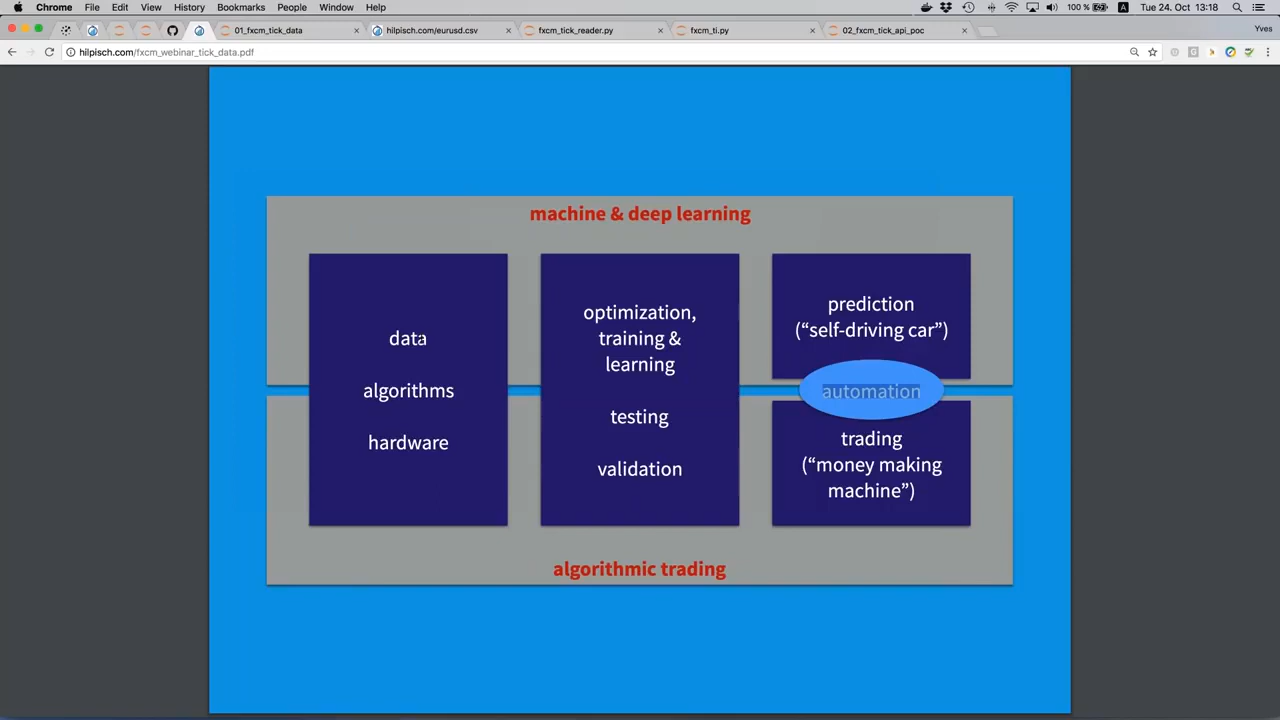 Chrome File Edit View History Bookmarks People Window Help 100 % Tue 24. Oct 13:18
01_fxcm_tick_data hilpisch.com/eurusd.csv fxcm_tick_reader.py fxcm_ti.py 02_fxcm_tick_api_poc Yves
hilpisch.com/fxcm_webinar_tick_data.pdf
machine & deep learning
data
algorithms
hardware
optimization,
training &
learning
testing
validation
prediction
(“self-driving car”)
automation
trading
(“money making
machine”)
algorithmic trading